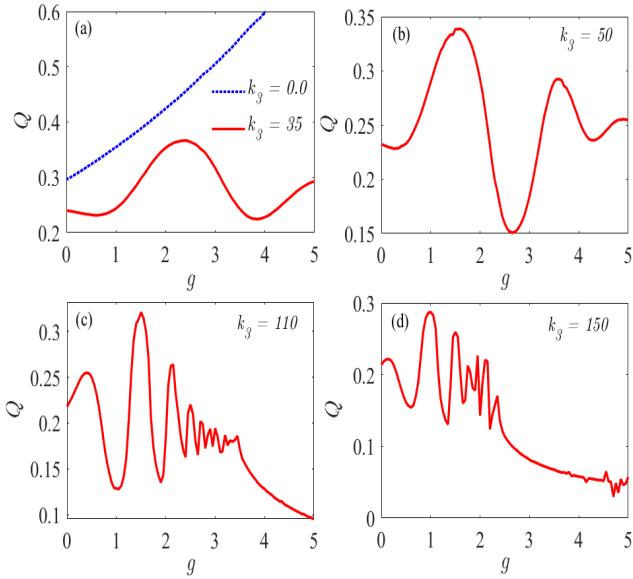 0.6
(a)
0.5
k3 = 0.0
Q
0.4
k3 = 35
0.3
0.2
0 1 2 3 4 5
g
0.35
(b)
k3 = 50
0.3
Q
0.25
0.2
0.15
0 1 2 3 4 5
g
(c)
k3 = 110
0.3
0.25
Q
0.2
0.15
0.1
0 1 2 3 4 5
g
0.3
(d)
k3 = 150
0.2
Q
0.1
0
0 1 2 3 4 5
g